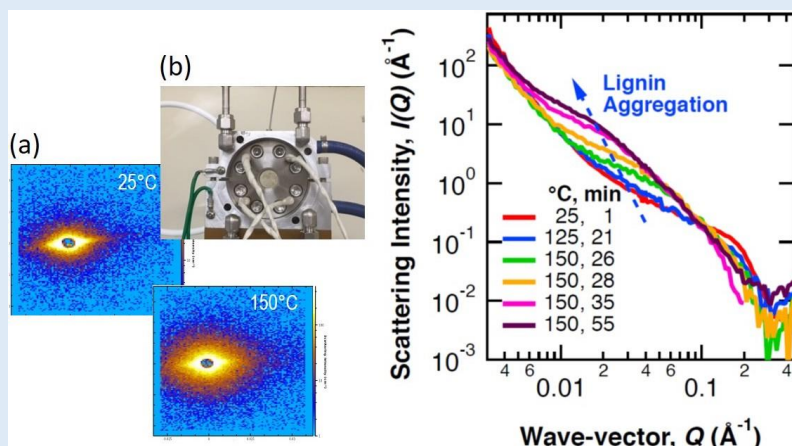 (a)
25°C
150°C
(b)
Scattering Intensity, I(Q) (Å⁻¹)
10²
10¹
10⁰
10⁻¹
10⁻²
10⁻³
Lignin
Aggregation
°C, min
25, 1
125, 21
150, 26
150, 28
150, 35
150, 55
4 6 2 4 6 2 4
0.01 0.1
Wave-vector, Q (Å⁻¹)